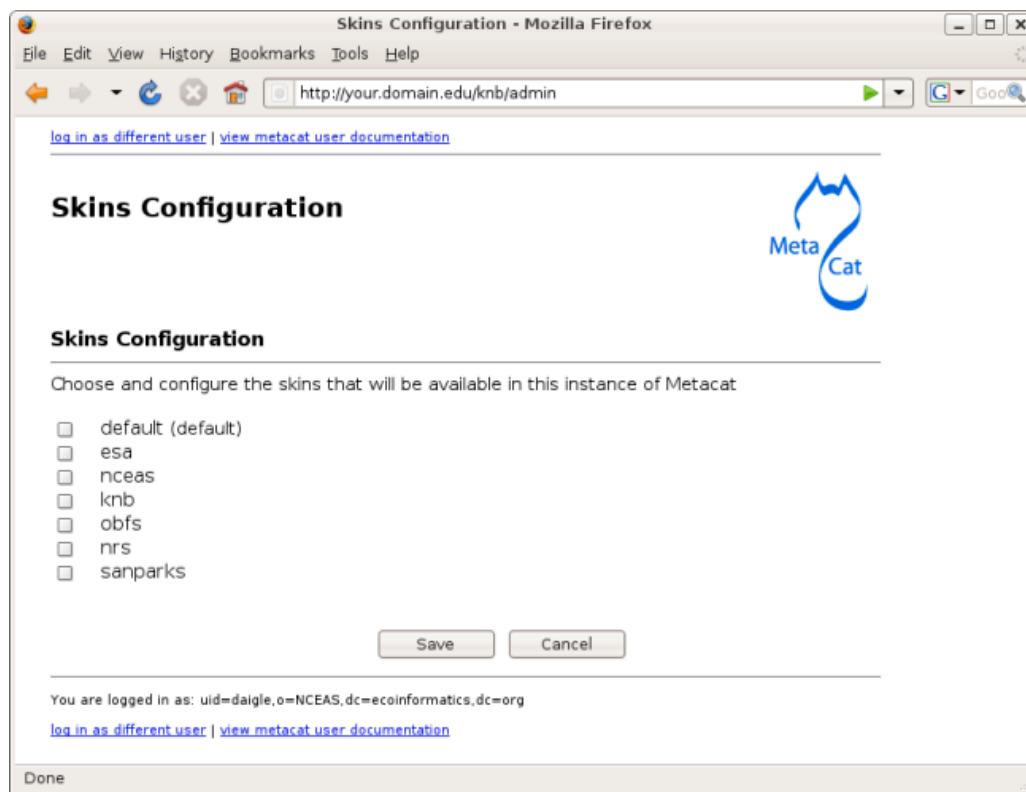 Skins Configuration - Mozilla Firefox
File Edit View History Bookmarks Tools Help
http://your.domain.edu/knb/admin
G Goo
log in as different user | view metacat user documentation
Skins Configuration
Meta
Cat
Skins Configuration
Choose and configure the skins that will be available in this instance of Metacat
default (default)
esa
nceas
knb
obfs
nrs
sanparks
Save Cancel
You are logged in as: uid=daigle,o=NCEAS,dc=ecoinformatics,dc=org
log in as different user | view metacat user documentation
Done